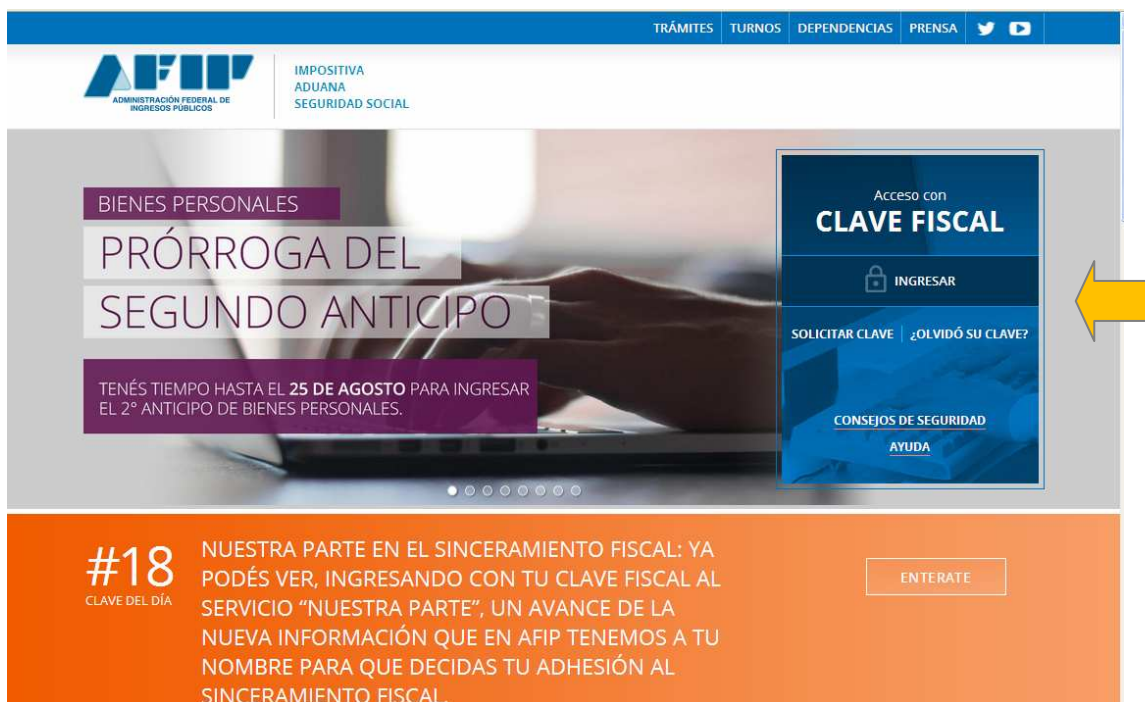 TRÁMITES TURNOS DEPENDENCIAS PRENSA
AFIP
ADMINISTRACIÓN FEDERAL DE
INGRESOS PÚBLICOS
IMPOSITIVA
ADUANA
SEGURIDAD SOCIAL
BIENES PERSONALES
PRÓRROGA DEL
SEGUNDO ANTICIPO
TENÉS TIEMPO HASTA EL 25 DE AGOSTO PARA INGRESAR
EL 2° ANTICIPO DE BIENES PERSONALES.
Acceso con
CLAVE FISCAL
INGRESAR
SOLICITAR CLAVE ¿OLVIDÓ SU CLAVE?
CONSEJOS DE SEGURIDAD
AYUDA
#18
CLAVE DEL DÍA
NUESTRA PARTE EN EL SINCERAMIENTO FISCAL: YA
PODÉS VER, INGRESANDO CON TU CLAVE FISCAL AL
SERVICIO “NUESTRA PARTE”, UN AVANCE DE LA
NUEVA INFORMACIÓN QUE EN AFIP TENEMOS A TU
NOMBRE PARA QUE DECIDAS TU ADHESIÓN AL
SINCERAMIENTO FISCAL.
ENTERATE